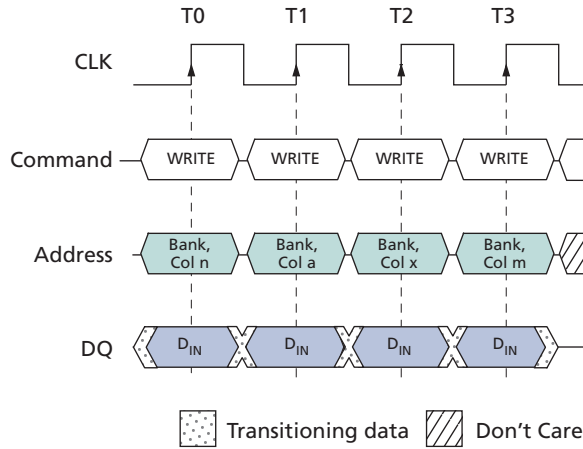 T0 T1 T2 T3
CLK
Command WRITE WRITE WRITE WRITE
Address Bank, Col n Bank, Col a Bank, Col x Bank, Col m
DQ DIN DIN DIN DIN
Transitioning data Don't Care